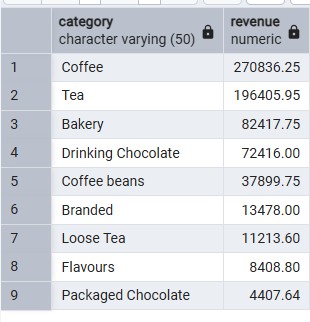 category revenue
character varying (50) numeric
1 Coffee 270836.25
2 Tea 196405.95
3 Bakery 82417.75
4 Drinking Chocolate 72416.00
5 Coffee beans 37899.75
6 Branded 13478.00
7 Loose Tea 11213.60
8 Flavours 8408.80
9 Packaged Chocolate 4407.64